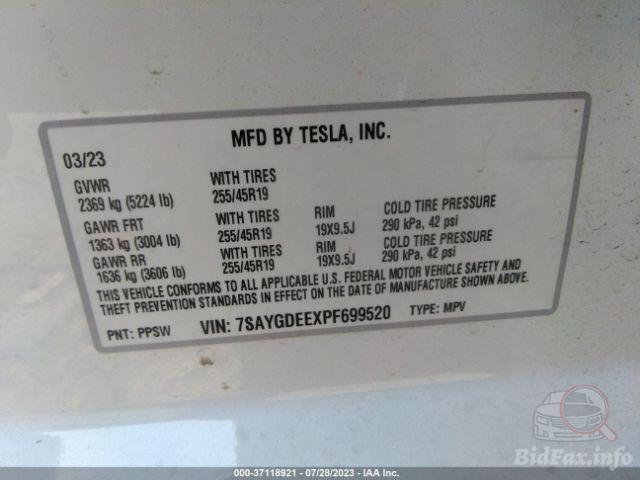 MFD BY TESLA, INC.
03/23
GVWR WITH TIRES
2369 kg (5224 lb) 255/45R19
GAWR FRT WITH TIRES RIM COLD TIRE PRESSURE
1363 kg (3004 lb) 255/45R19 19X9.5J 290 kPa, 42 psi
GAWR RR WITH TIRES RIM COLD TIRE PRESSURE
1636 kg (3606 lb) 255/45R19 19X9.5J 290 kPa, 42 psi
THIS VEHICLE CONFORMS TO ALL APPLICABLE U.S. FEDERAL MOTOR VEHICLE SAFETY AND
THEFT PREVENTION STANDARDS IN EFFECT ON THE DATE OF MANUFACTURE SHOWN ABOVE.
PNT: PPSW VIN: 7SAYGDEEXPF699520 TYPE: MPV
BidFax.info
000-37118921 - 07/28/2023 - IAA Inc.